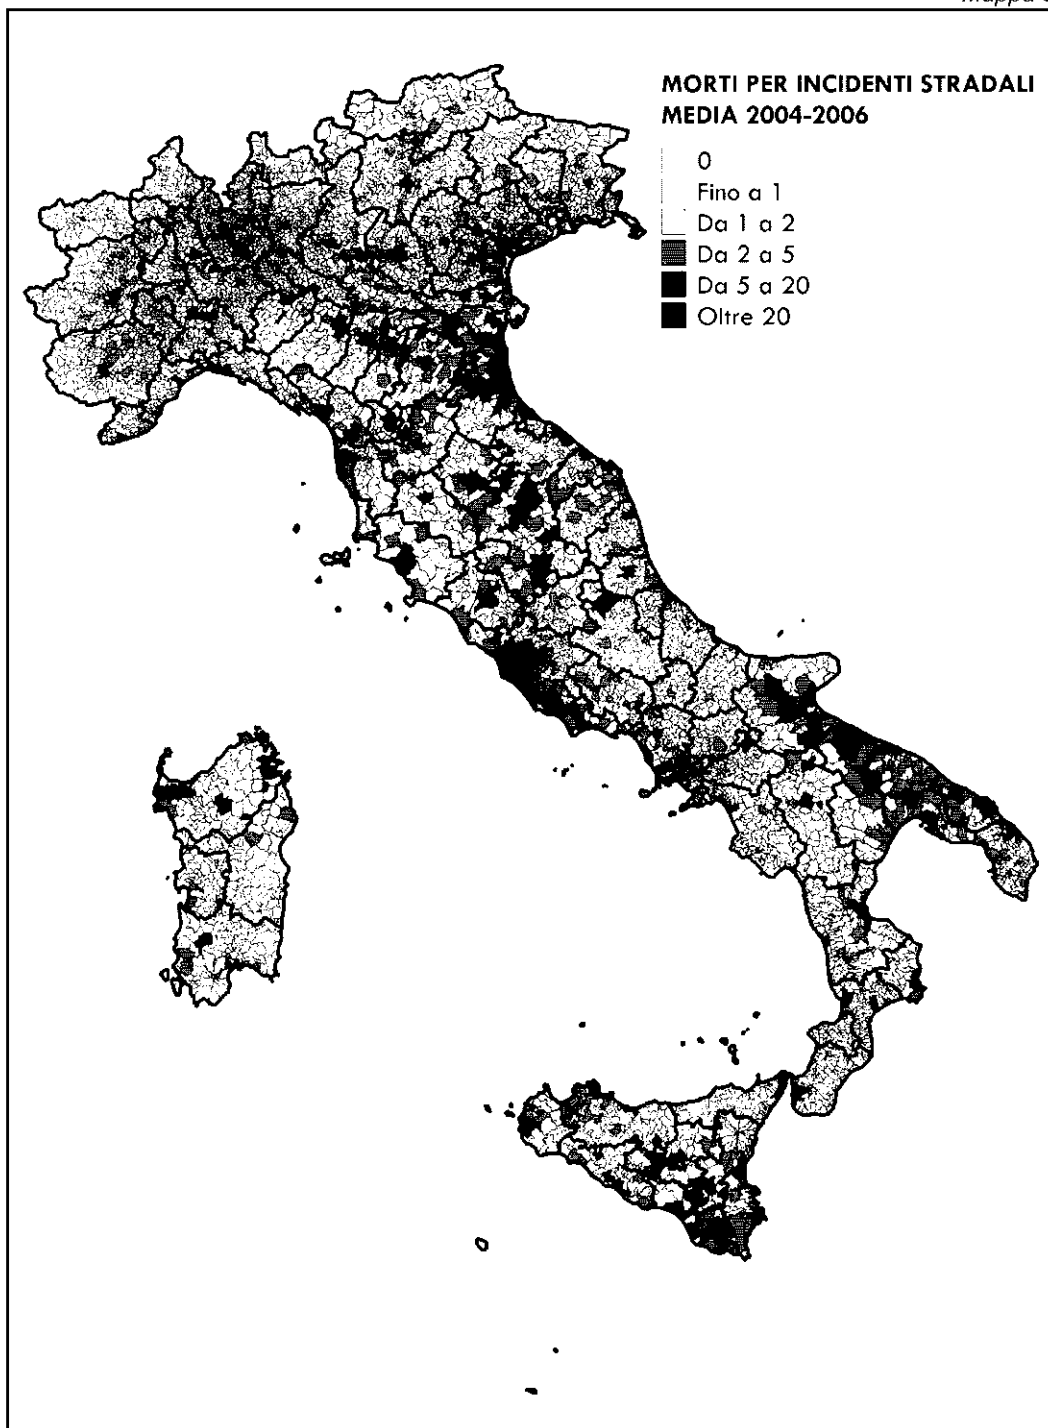 Mappa
MORTI PER INCIDENTI STRADALI
MEDIA 2004-2006
0
Fino a 1
Da 1 a 2
Da 2 a 5
Da 5 a 20
Oltre 20